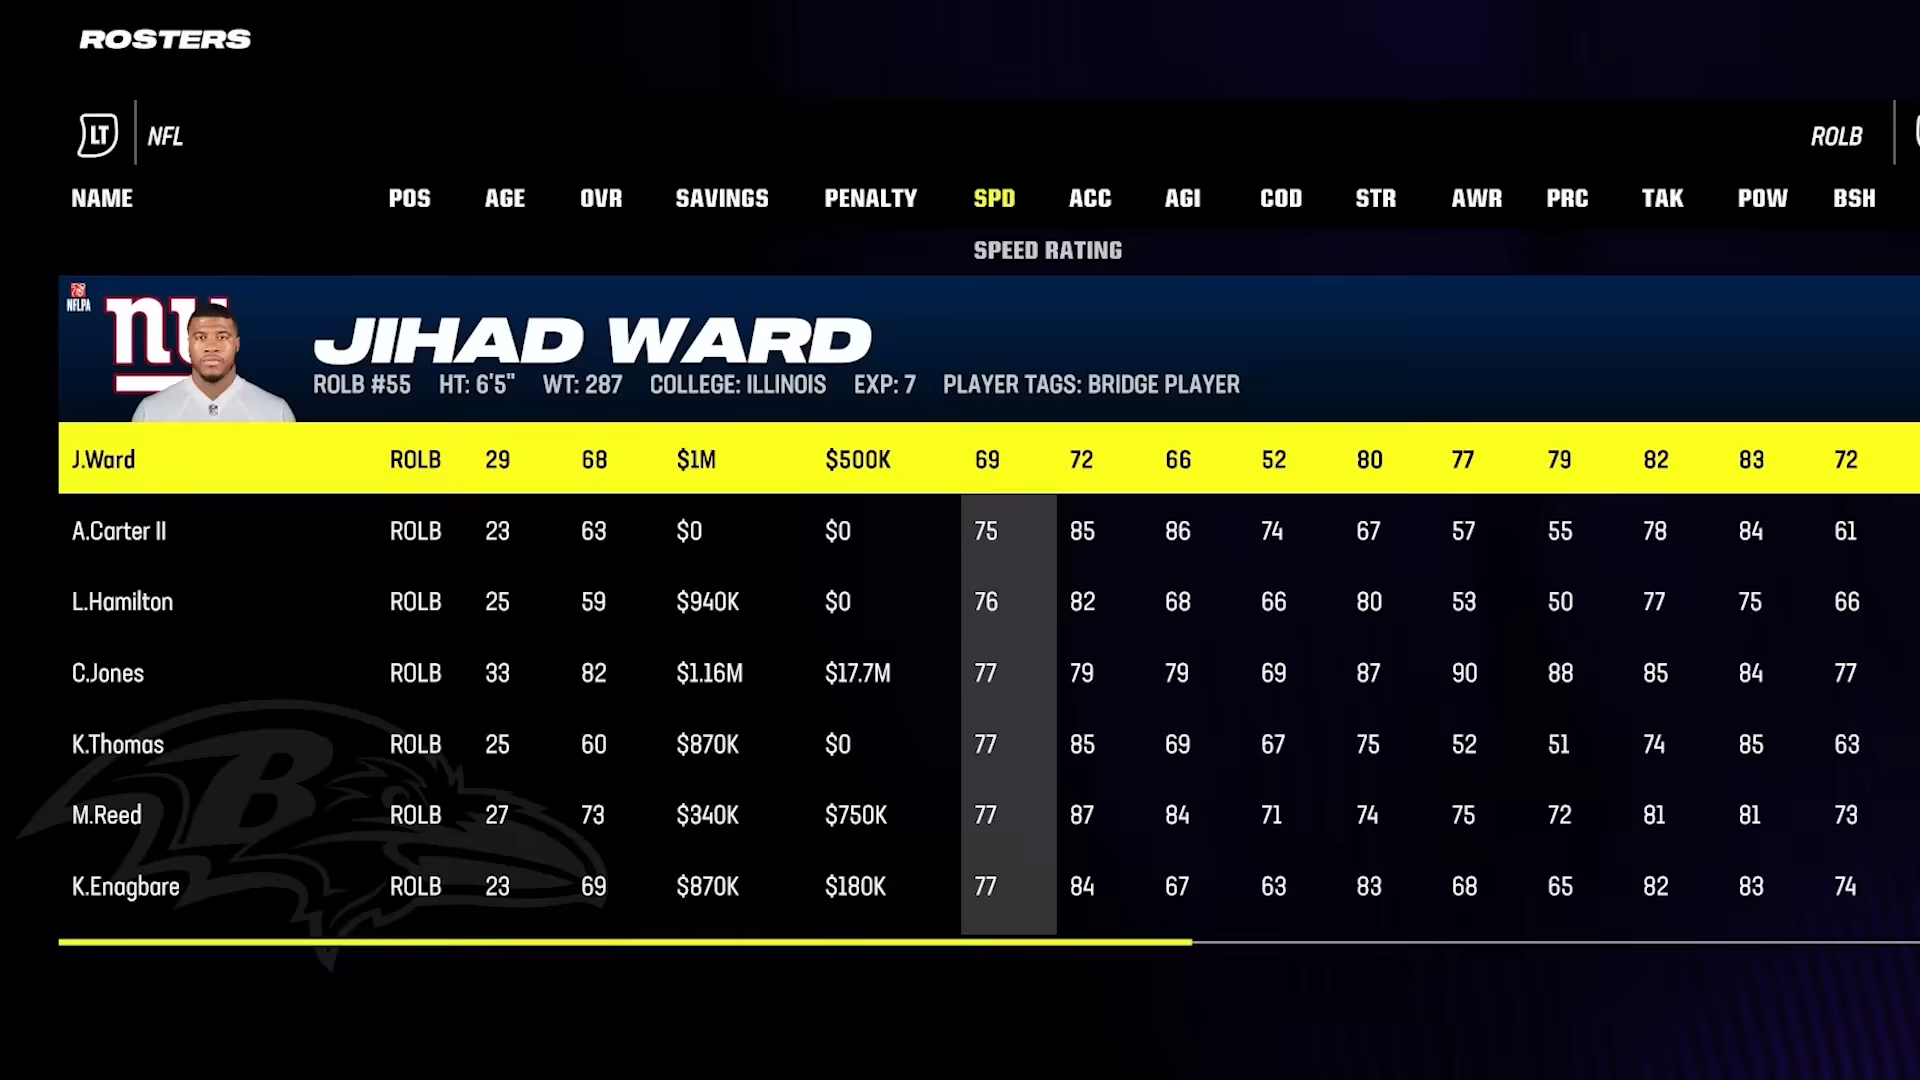 ROSTERS
LT NFL ROLB
NAME POS AGE OVR SAVINGS PENALTY SPD ACC AGI COD STR AWR PRC TAK POW BSH
SPEED RATING
NFLPA ny
JIHAD WARD
ROLB #55 HT: 6'5" WT: 287 COLLEGE: ILLINOIS EXP: 7 PLAYER TAGS: BRIDGE PLAYER
J.Ward ROLB 29 68 $1M $500K 69 72 66 52 80 77 79 82 83 72
A.Carter II ROLB 23 63 $0 $0 75 85 86 74 67 57 55 78 84 61
L.Hamilton ROLB 25 59 $940K $0 76 82 68 66 80 53 50 77 75 66
C.Jones ROLB 33 82 $1.16M $17.7M 77 79 79 69 87 90 88 85 84 77
K.Thomas ROLB 25 60 $870K $0 77 85 69 67 75 52 51 74 85 63
M.Reed ROLB 27 73 $340K $750K 77 87 84 71 74 75 72 81 81 73
K.Enagbare ROLB 23 69 $870K $180K 77 84 67 63 83 68 65 82 83 74
B